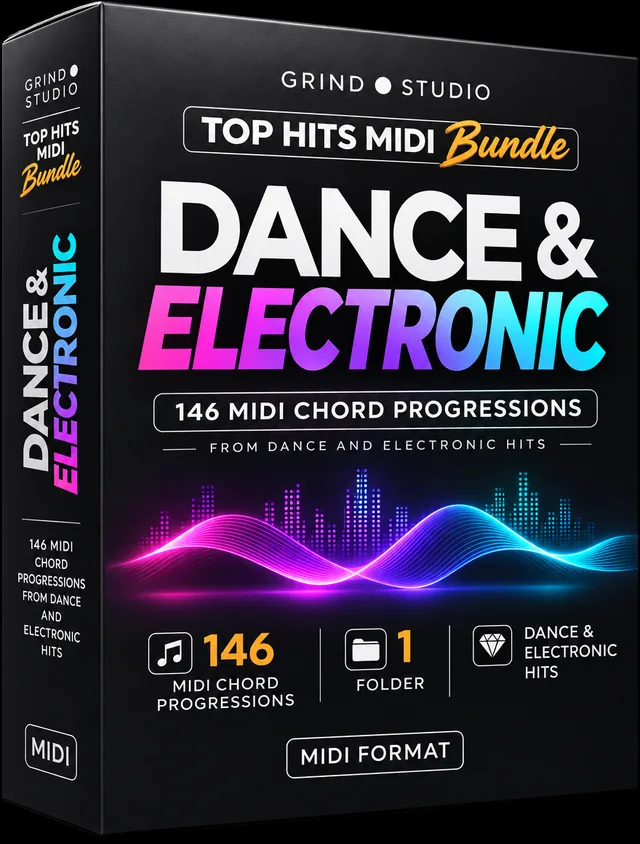 GRIND STUDIO
TOP HITS MIDI Bundle
DANCE &
ELECTRONIC
146 MIDI CHORD PROGRESSIONS
FROM DANCE AND ELECTRONIC HITS
146
MIDI CHORD
PROGRESSIONS
1
FOLDER
DANCE &
ELECTRONIC
HITS
MIDI FORMAT
GRIND
STUDIO
TOP HITS
MIDI
Bundle
DANCE &
ELECTRONIC
146 MIDI
CHORD
PROGRESSIONS
FROM DANCE
AND
ELECTRONIC
HITS
MIDI